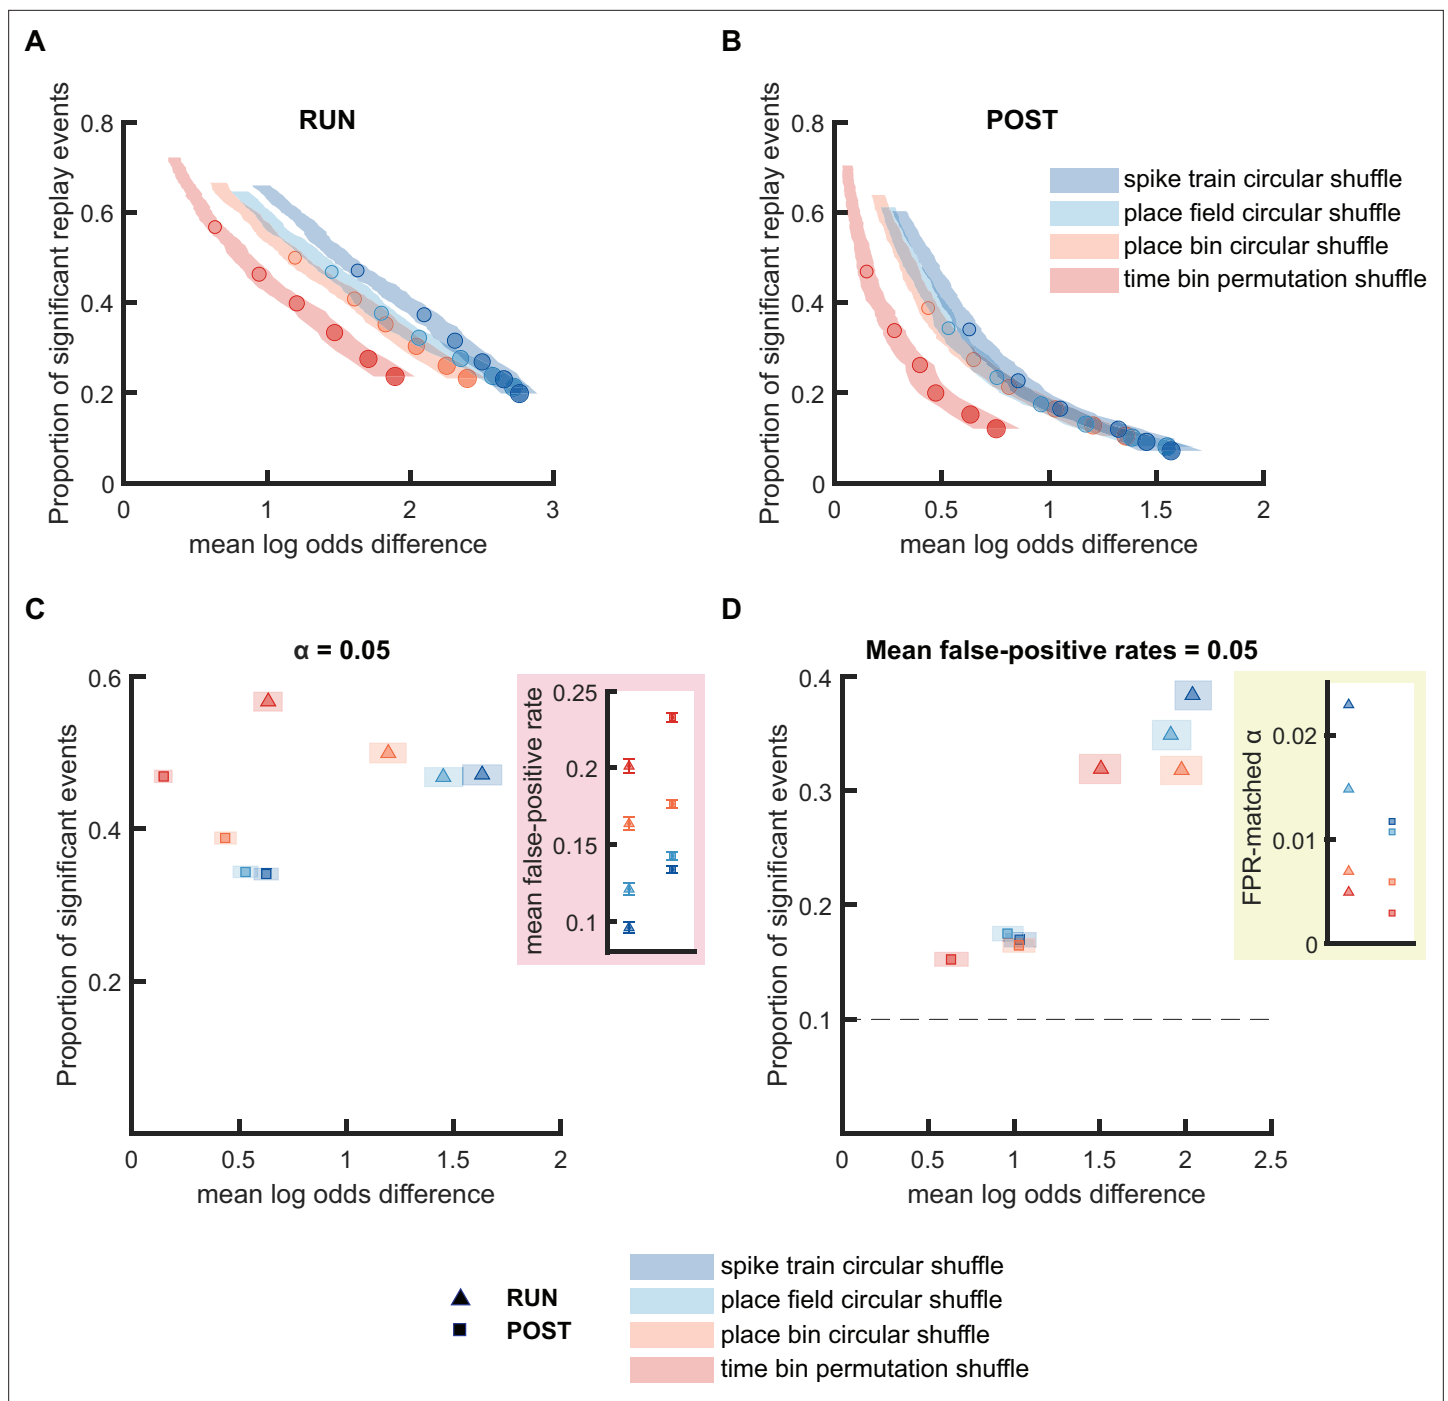 A
RUN
Proportion of significant replay events
0.8
0.6
0.4
0.2
0
0
1
2
3
mean log odds difference
B
POST
Proportion of significant replay events
0.8
0.6
0.4
0.2
0
0
0.5
1
1.5
2
mean log odds difference
spike train circular shuffle
place field circular shuffle
place bin circular shuffle
time bin permutation shuffle
C
α = 0.05
Proportion of significant events
0.6
0.4
0.2
0
0.5
1
1.5
2
mean log odds difference
mean false-positive rate
0.25
0.2
0.15
0.1
D
Mean false-positive rates = 0.05
Proportion of significant events
0.4
0.3
0.2
0.1
0
0.5
1
1.5
2
2.5
mean log odds difference
FPR-matched α
0.02
0.01
0
RUN
POST
spike train circular shuffle
place field circular shuffle
place bin circular shuffle
time bin permutation shuffle